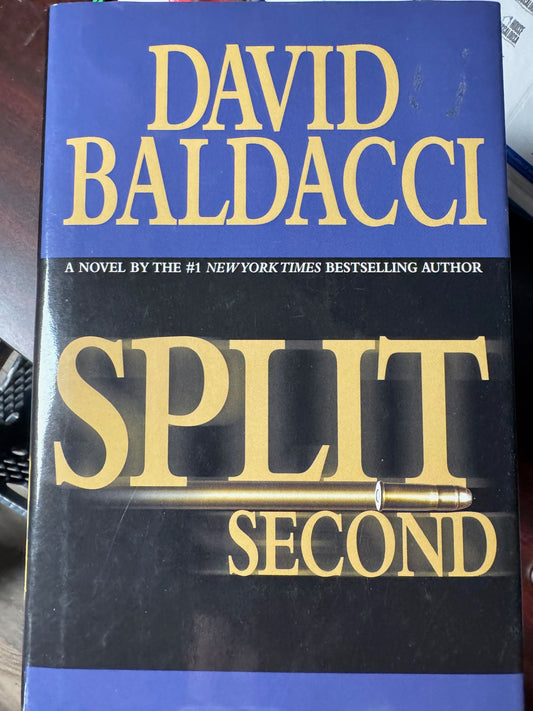 DAVID
BALDACCI
A NOVEL BY THE #1 NEW YORK TIMES BESTSELLING AUTHOR
SPLIT
SECOND